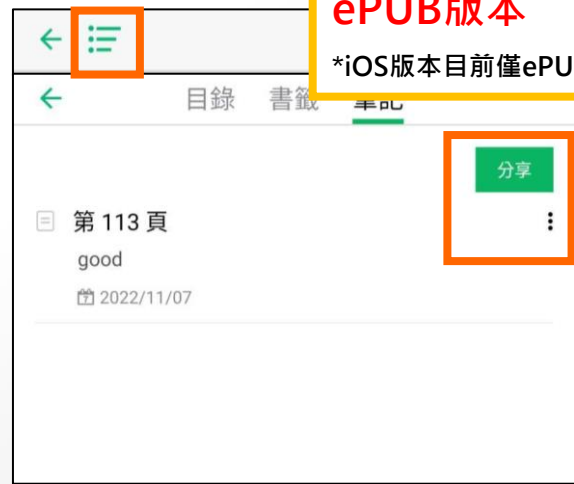 ePUB版本
*iOS版本目前僅ePU
目錄 書籤 筆記
分享
第 113 頁
good
2022/11/07